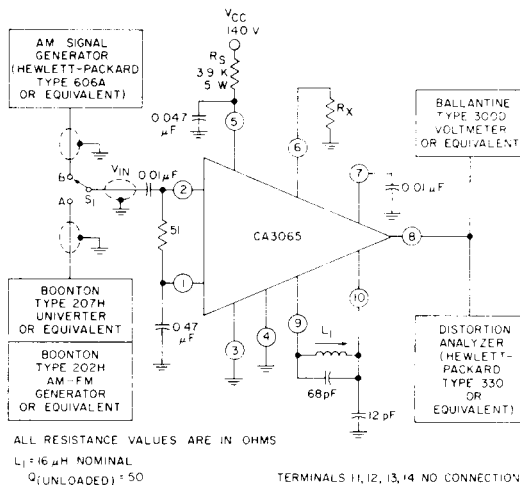 AM SIGNAL
GENERATOR
(HEWLETT-PACKARD
TYPE 606A
OR EQUIVALENT)
VCC
140 V
RS
3.9 K
5 W
0.047
μF
5
RX
6
BALLANTINE
TYPE 300D
VOLTMETER
OR EQUIVALENT
7
0.01 μF
B
S1
A
VIN
0.01 μF
2
51
1
CA3065
8
10
0.47
μF
3
4
9
L1
68 pF
12 pF
BOONTON
TYPE 207H
UNIVERTER
OR EQUIVALENT
BOONTON
TYPE 202H
AM-FM
GENERATOR
OR EQUIVALENT
DISTORTION
ANALYZER
(HEWLETT-
PACKARD
TYPE 330
OR
EQUIVALENT)
ALL RESISTANCE VALUES ARE IN OHMS
L1 = 16 μH NOMINAL
Q(UNLOADED) = 50
TERMINALS 11, 12, 13, 14 NO CONNECTION